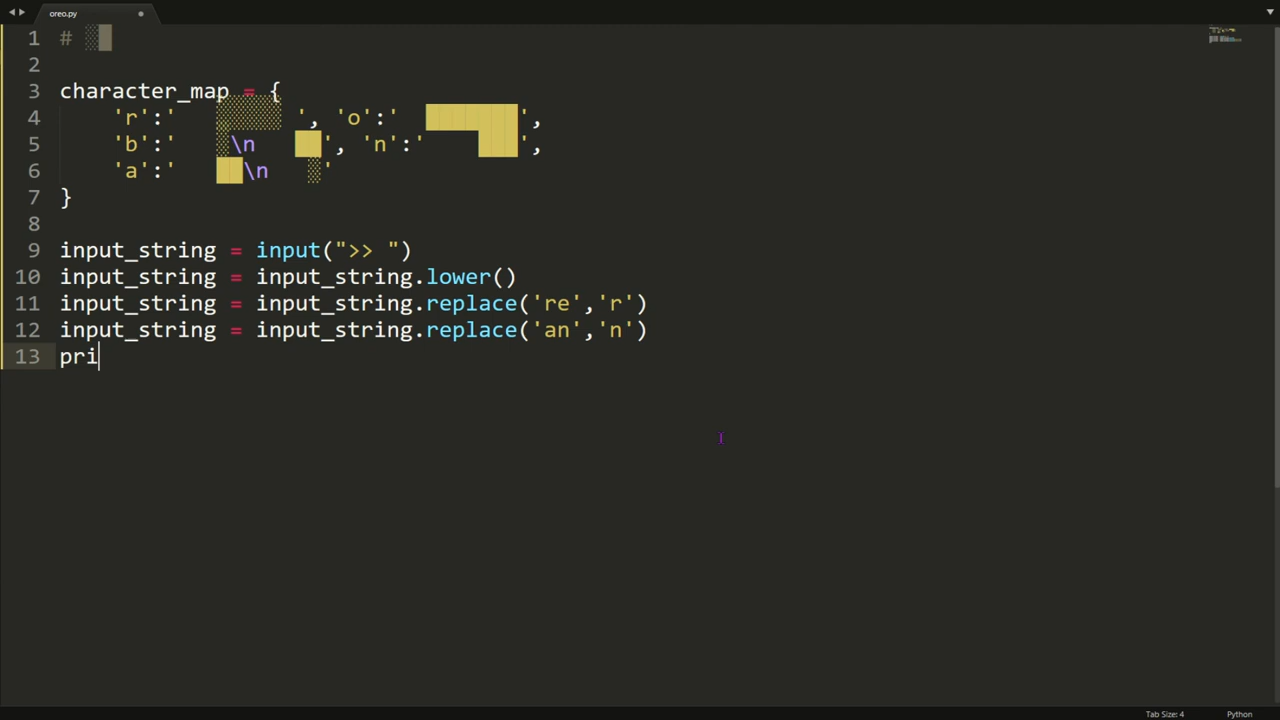 oreo.py
1 # ░█
2
3 character_map = {
4     'r':'   ░░░░░ ', 'o':'  ███████',
5     'b':'   ░\n   ██', 'n':'    ███',
6     'a':'   ██\n   ░'
7 }
8
9 input_string = input(">> ")
10 input_string = input_string.lower()
11 input_string = input_string.replace('re','r')
12 input_string = input_string.replace('an','n')
13 pri
Tab Size: 4 Python